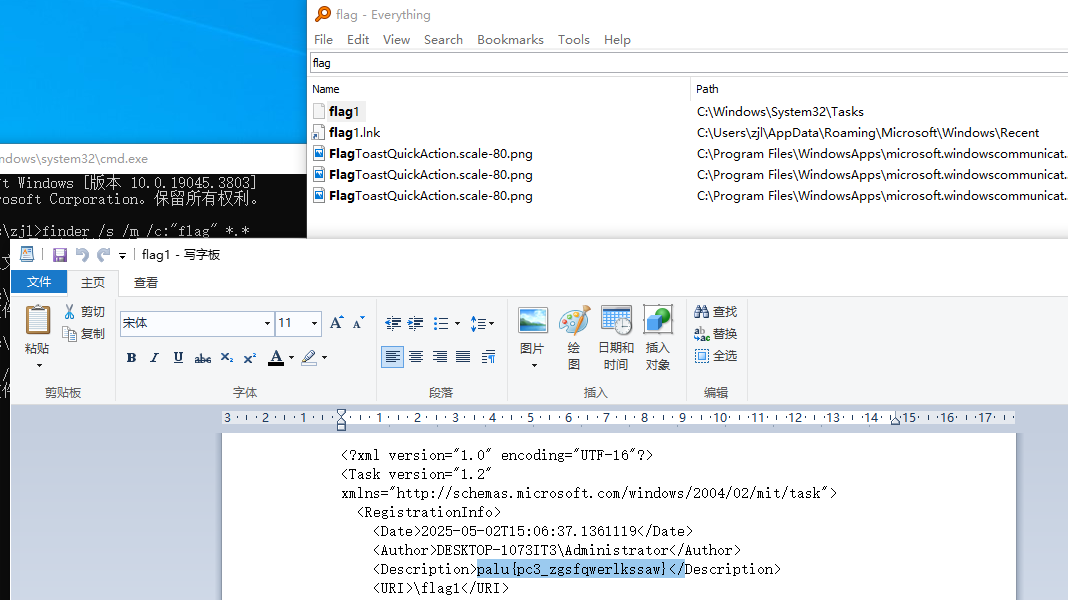 flag - Everything
File Edit View Search Bookmarks Tools Help
flag
Name Path
flag1 C:\Windows\System32\Tasks
flag1.lnk C:\Users\zjl\AppData\Roaming\Microsoft\Windows\Recent
FlagToastQuickAction.scale-80.png C:\Program Files\WindowsApps\microsoft.windowscommunicat...
FlagToastQuickAction.scale-80.png C:\Program Files\WindowsApps\microsoft.windowscommunicat...
FlagToastQuickAction.scale-80.png C:\Program Files\WindowsApps\microsoft.windowscommunicat...
ndows\system32\cmd.exe
ft Windows [版本 10.0.19045.3803]
rosoft Corporation。保留所有权利。
\zjl>finder /s /m /c:"flag" *.*
flag1 - 写字板
文件 主页 查看
粘贴 剪切 复制
宋体 11
图片 绘图 日期和时间 插入对象
查找
替换
全选
剪贴板 字体 段落 插入 编辑
3 2 1 1 2 3 4 5 6 7 8 9 10 11 12 13 14 15 16 17
<?xml version="1.0" encoding="UTF-16"?>
<Task version="1.2"
xmlns="http://schemas.microsoft.com/windows/2004/02/mit/task">
<RegistrationInfo>
<Date>2025-05-02T15:06:37.1361119</Date>
<Author>DESKTOP-1073IT3\Administrator</Author>
<Description>palu{pc3_zgsfqwerlkssaw}</Description>
<URI>\flag1</URI>